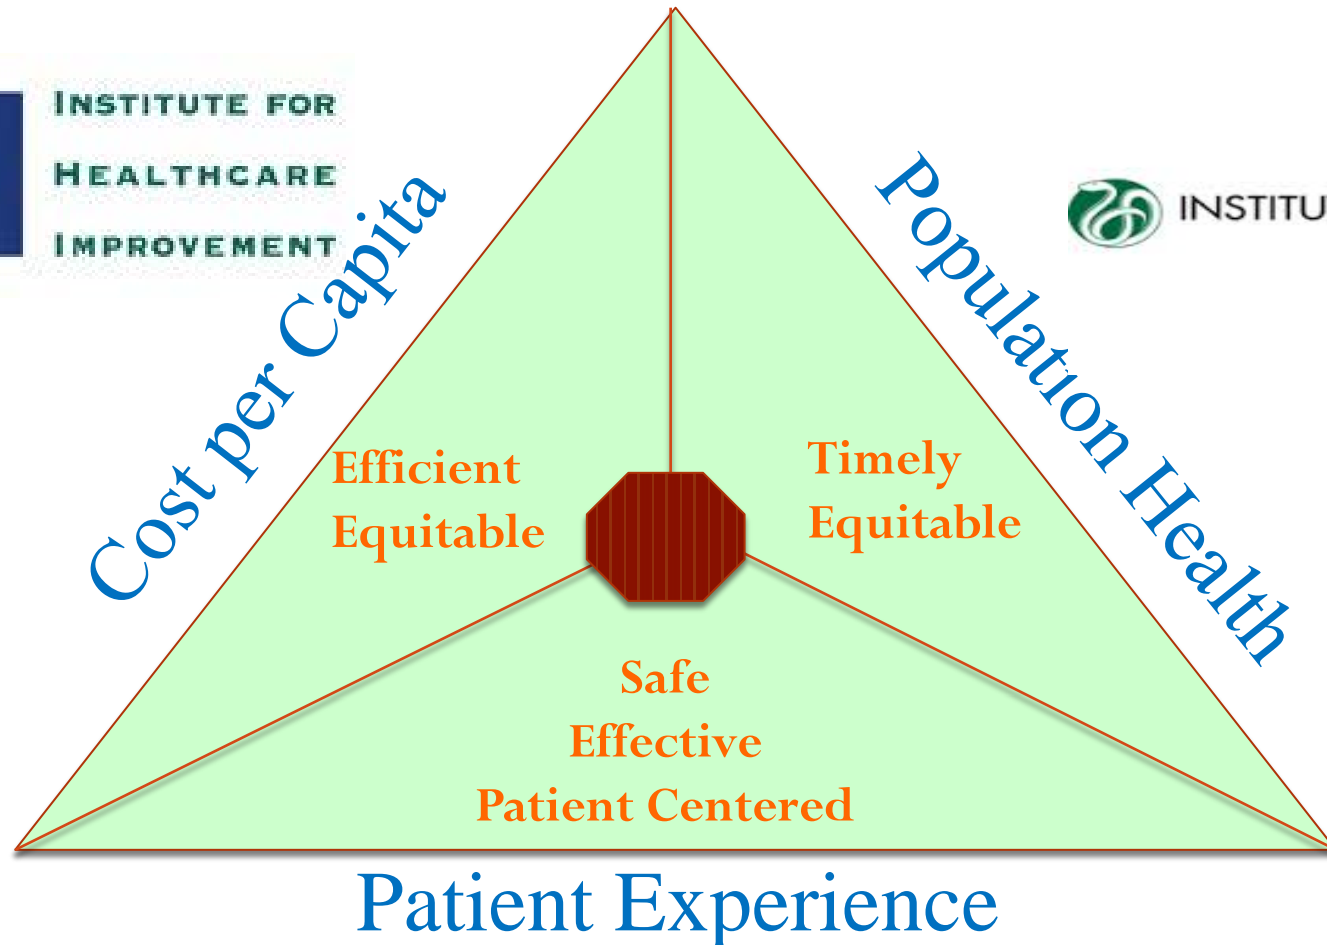 INSTITUTE FOR
HEALTHCARE
IMPROVEMENT
INSTITU
Cost per Capita
Population Health
Efficient
Equitable
Timely
Equitable
Safe
Effective
Patient Centered
Patient Experience